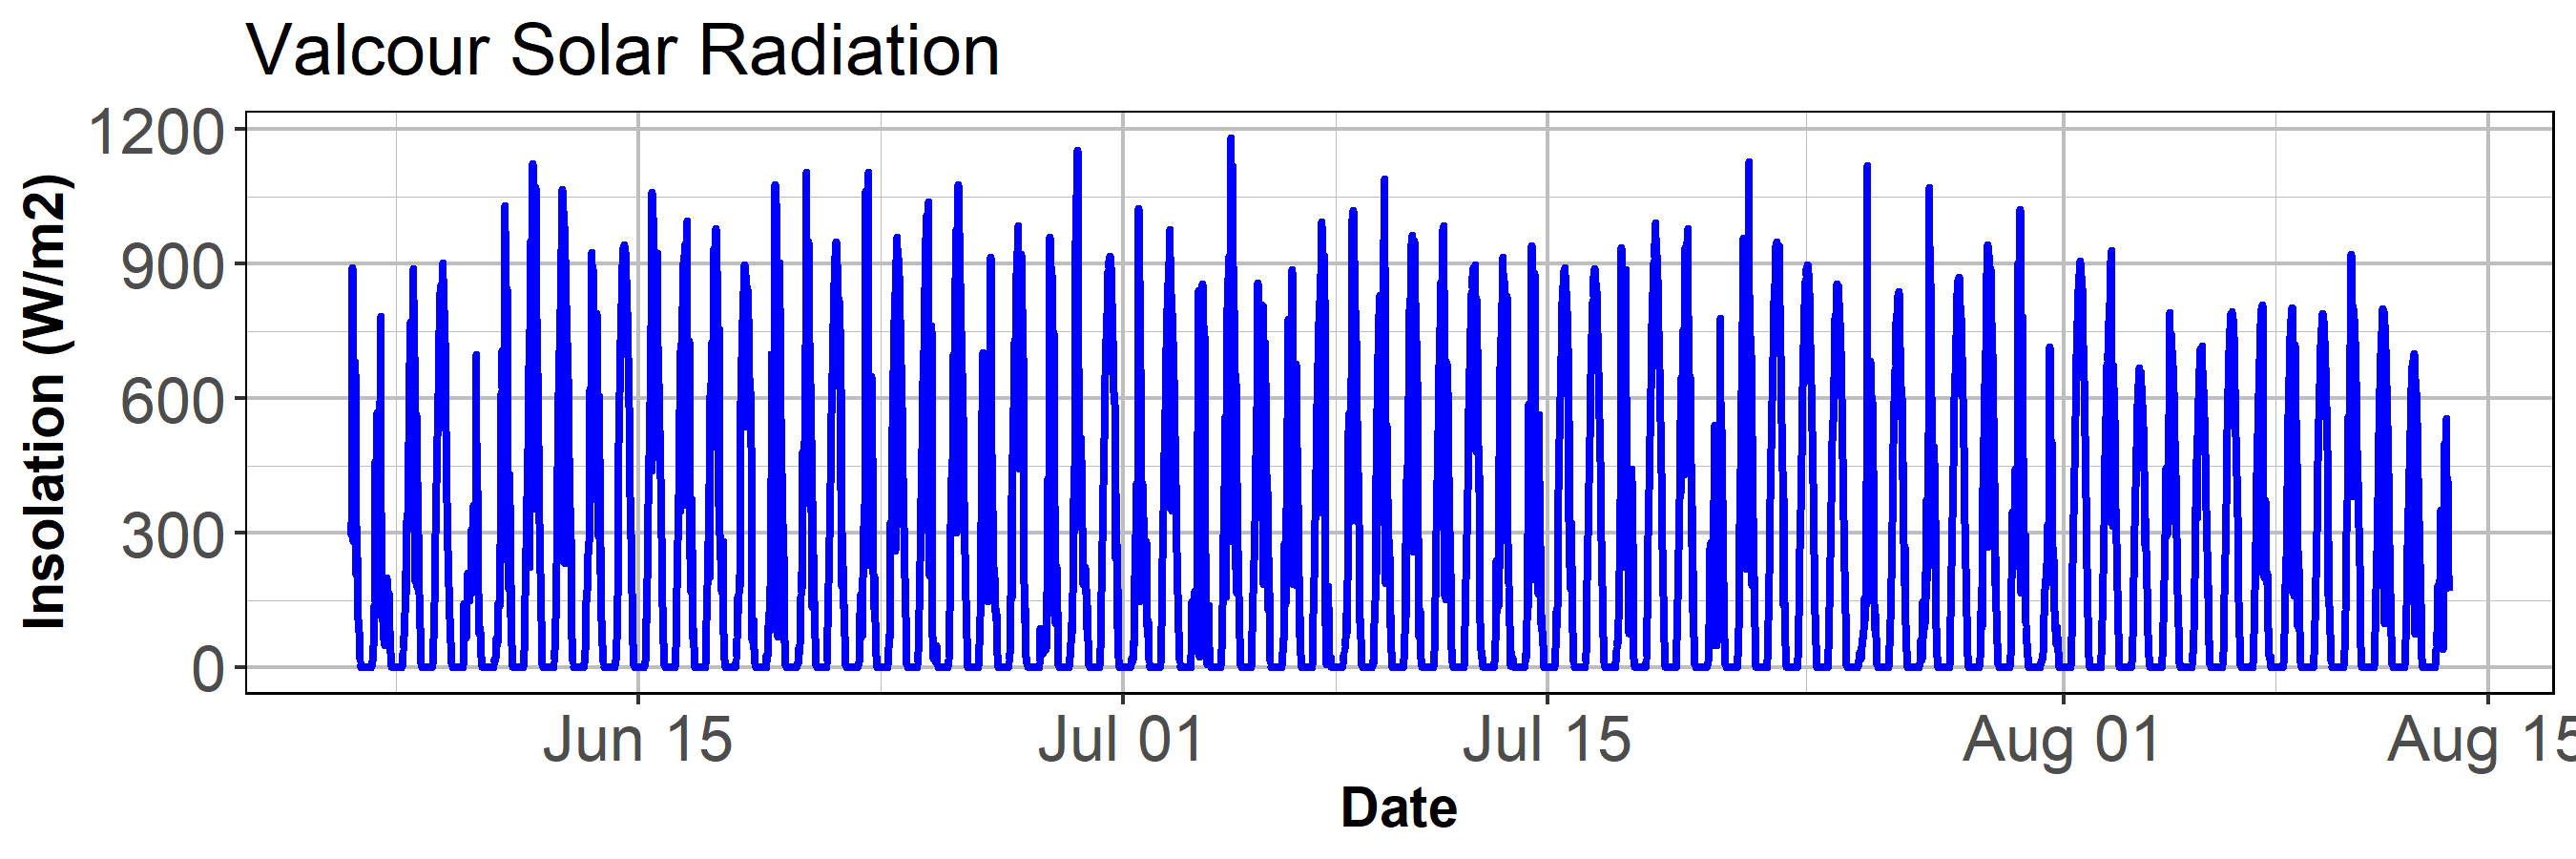 Valcour Solar Radiation
1200
900
600
300
0
Insolation (W/m2)
Jun 15 Jul 01 Jul 15 Aug 01 Aug 15
Date